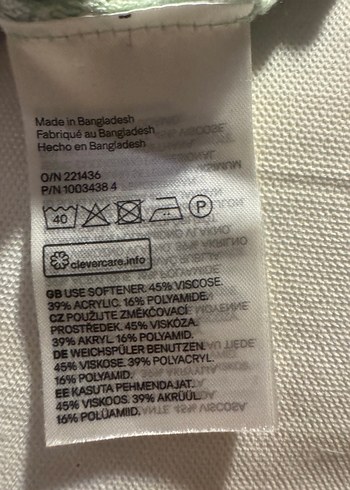 Made in Bangladesh
Fabriqué au Bangladesh
Hecho en Bangladesh
O/N 221436
P/N 1003438 4
40 P
clevercare.info
GB USE SOFTENER. 45% VISCOSE.
39% ACRYLIC. 16% POLYAMIDE.
CZ POUŽIJTE ZMĚKČOVACÍ
PROSTŘEDEK. 45% VISKÓZA.
39% AKRYL. 16% POLYAMID.
DE WEICHSPÜLER BENUTZEN.
45% VISKOSE. 39% POLYACRYL.
16% POLYAMID.
EE KASUTA PEHMENDAJAT.
45% VISKOOS. 39% AKRÜÜL.
16% POLÜAMIID.